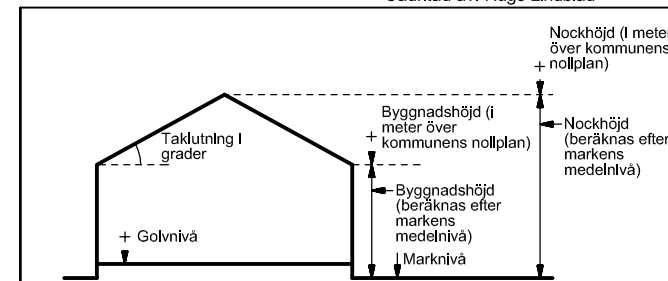 Nockhöjd (i meter
över kommunens
nollplan)
Byggnadshöjd (i
meter över
kommunens nollplan)
Taklutning i
grader
Nockhöjd
(beräknas efter
markens
medelnivå)
Byggnadshöjd
(beräknas efter
markens
medelnivå)
Golvnivå
Marknivå